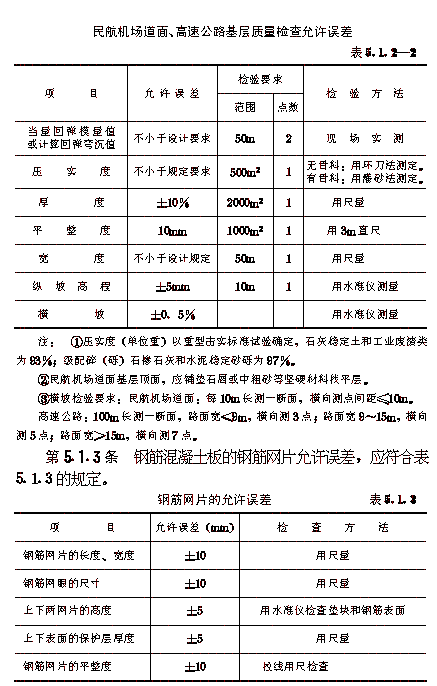 民航机场道面、高速公路基层质量检查允许误差
表5.1.2—2
项 目 允许误差 检验要求 检验方法
范围 点数
当量回弹模量值
或计算回弹弯沉值 不小于设计要求 50m 2 现场实测
压实度 不小于规定要求 500m² 1 无骨料：用环刀法测定。
有骨料：用灌砂法测定。
厚度 ±10% 2000m² 1 用尺量
平整度 10mm 1000m² 1 用3m直尺
宽度 不小于设计规定 50m 1 用尺量
纵坡高程 ±5mm 10m 1 用水准仪测量
横坡 ±0.5% 用水准仪测量
注：①压实度（单位重）以重型击实标准试验确定，石灰稳定土和工业废渣类
为93%；级配碎（砾）石掺石灰和水泥稳定砂砾为97%。
②民航机场道面基层顶面，应铺垫石屑或中粗砂等坚硬材料找平层。
③横坡检验要求：民航机场道面：每10m长测一断面，横向测点间距≤10m。
高速公路：100m长测一断面，路面宽≤9m，横向测3点；路面宽9～15m，横向
测5点；路面宽>15m，横向测7点。
第5.1.3条 钢筋混凝土板的钢筋网片允许误差，应符合表
5.1.3的规定。
钢筋网片的允许误差 表5.1.3
项 目 允许误差（mm） 检查方法
钢筋网片的长度、宽度 ±10 用尺量
钢筋网眼的尺寸 ±10 用尺量
上下两网片的高度 ±5 用水准仪检查垫块和钢筋表面
上下表面的保护层厚度 ±5 用尺量
钢筋网片的平整度 ±10 拉线用尺检查